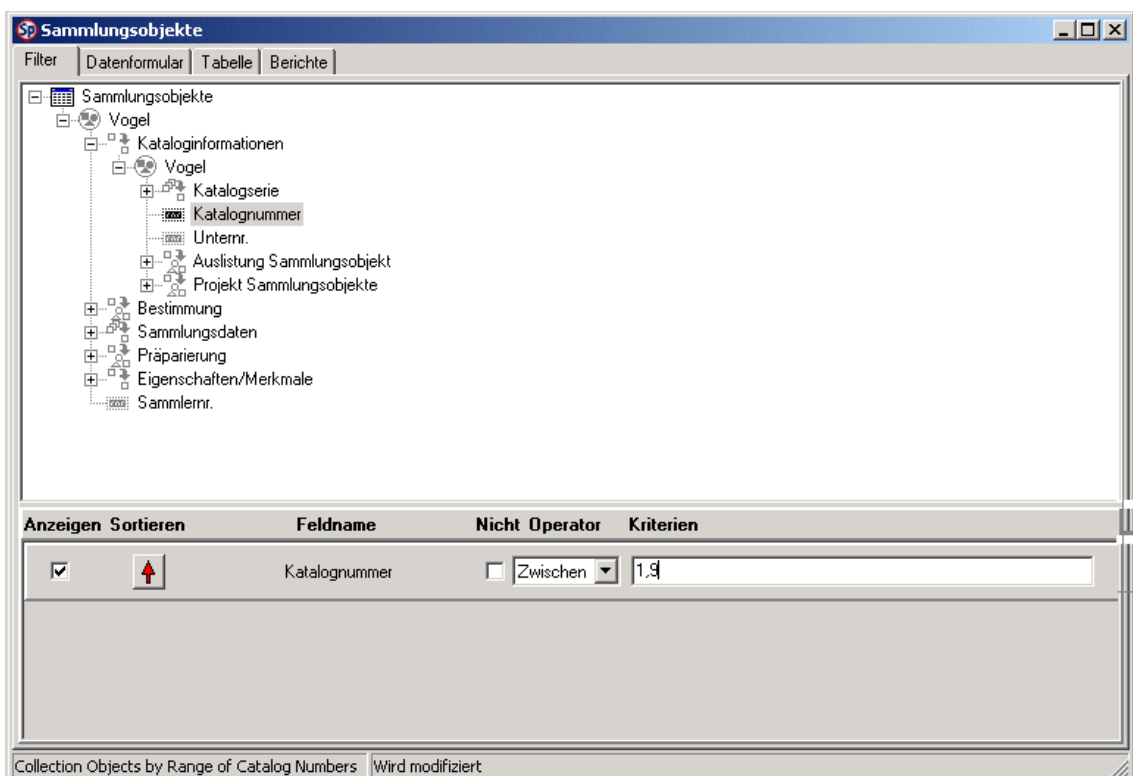 Sp Sammlungsobjekte
Filter Datenformular Tabelle Berichte
Sammlungsobjekte
Vogel
Kataloginformationen
Vogel
Katalogserie
Katalognummer
Unternr.
Auslistung Sammlungsobjekt
Projekt Sammlungsobjekte
Bestimmung
Sammlungsdaten
Präparierung
Eigenschaften/Merkmale
Sammlernr.
Anzeigen Sortieren Feldname Nicht Operator Kriterien
Katalognummer Zwischen 1,9
Collection Objects by Range of Catalog Numbers Wird modifiziert